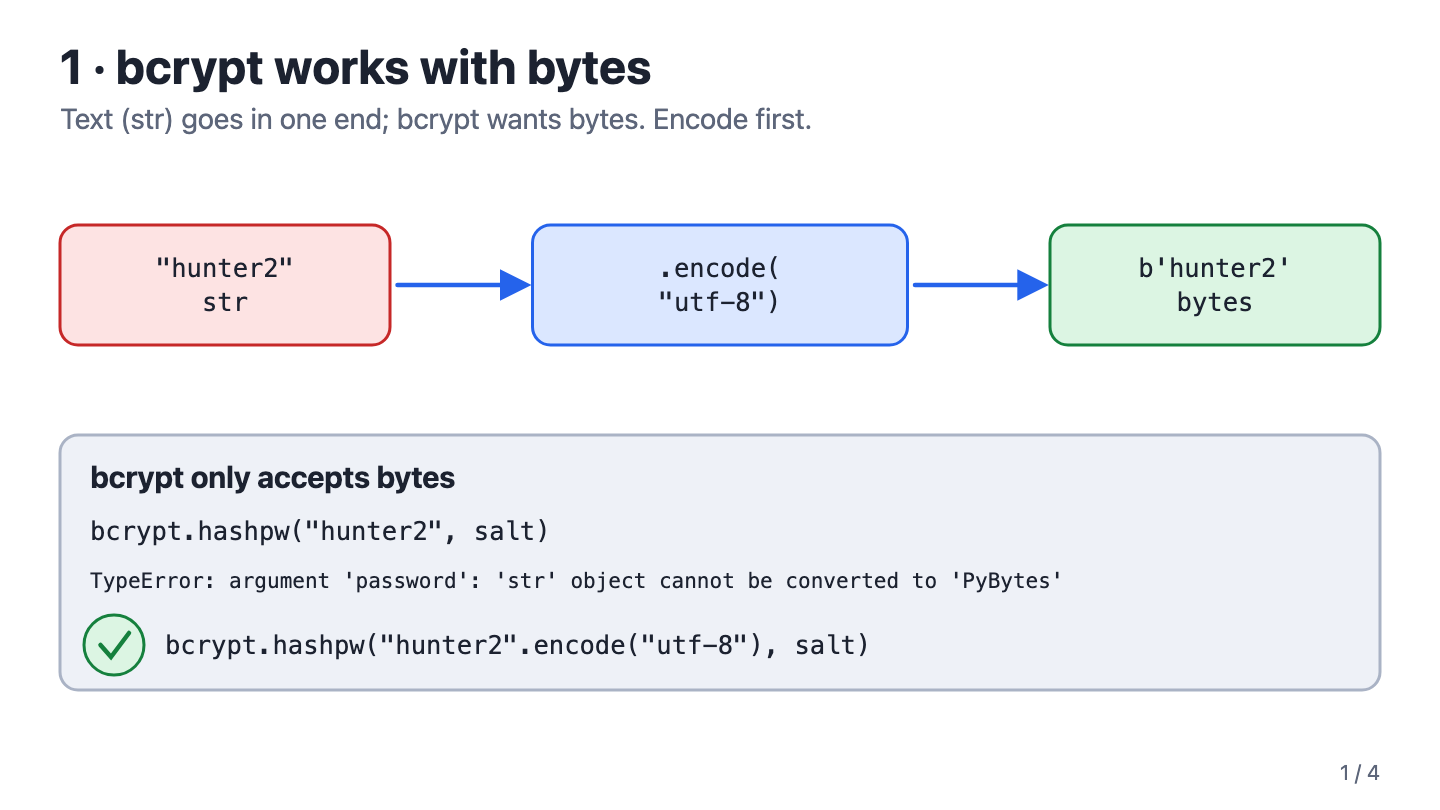 1 · bcrypt works with bytes
Text (str) goes in one end; bcrypt wants bytes. Encode first.
"hunter2"
str
.encode(
"utf-8")
b'hunter2'
bytes
bcrypt only accepts bytes
bcrypt.hashpw("hunter2", salt)
TypeError: argument 'password': 'str' object cannot be converted to 'PyBytes'
bcrypt.hashpw("hunter2".encode("utf-8"), salt)
1 / 4